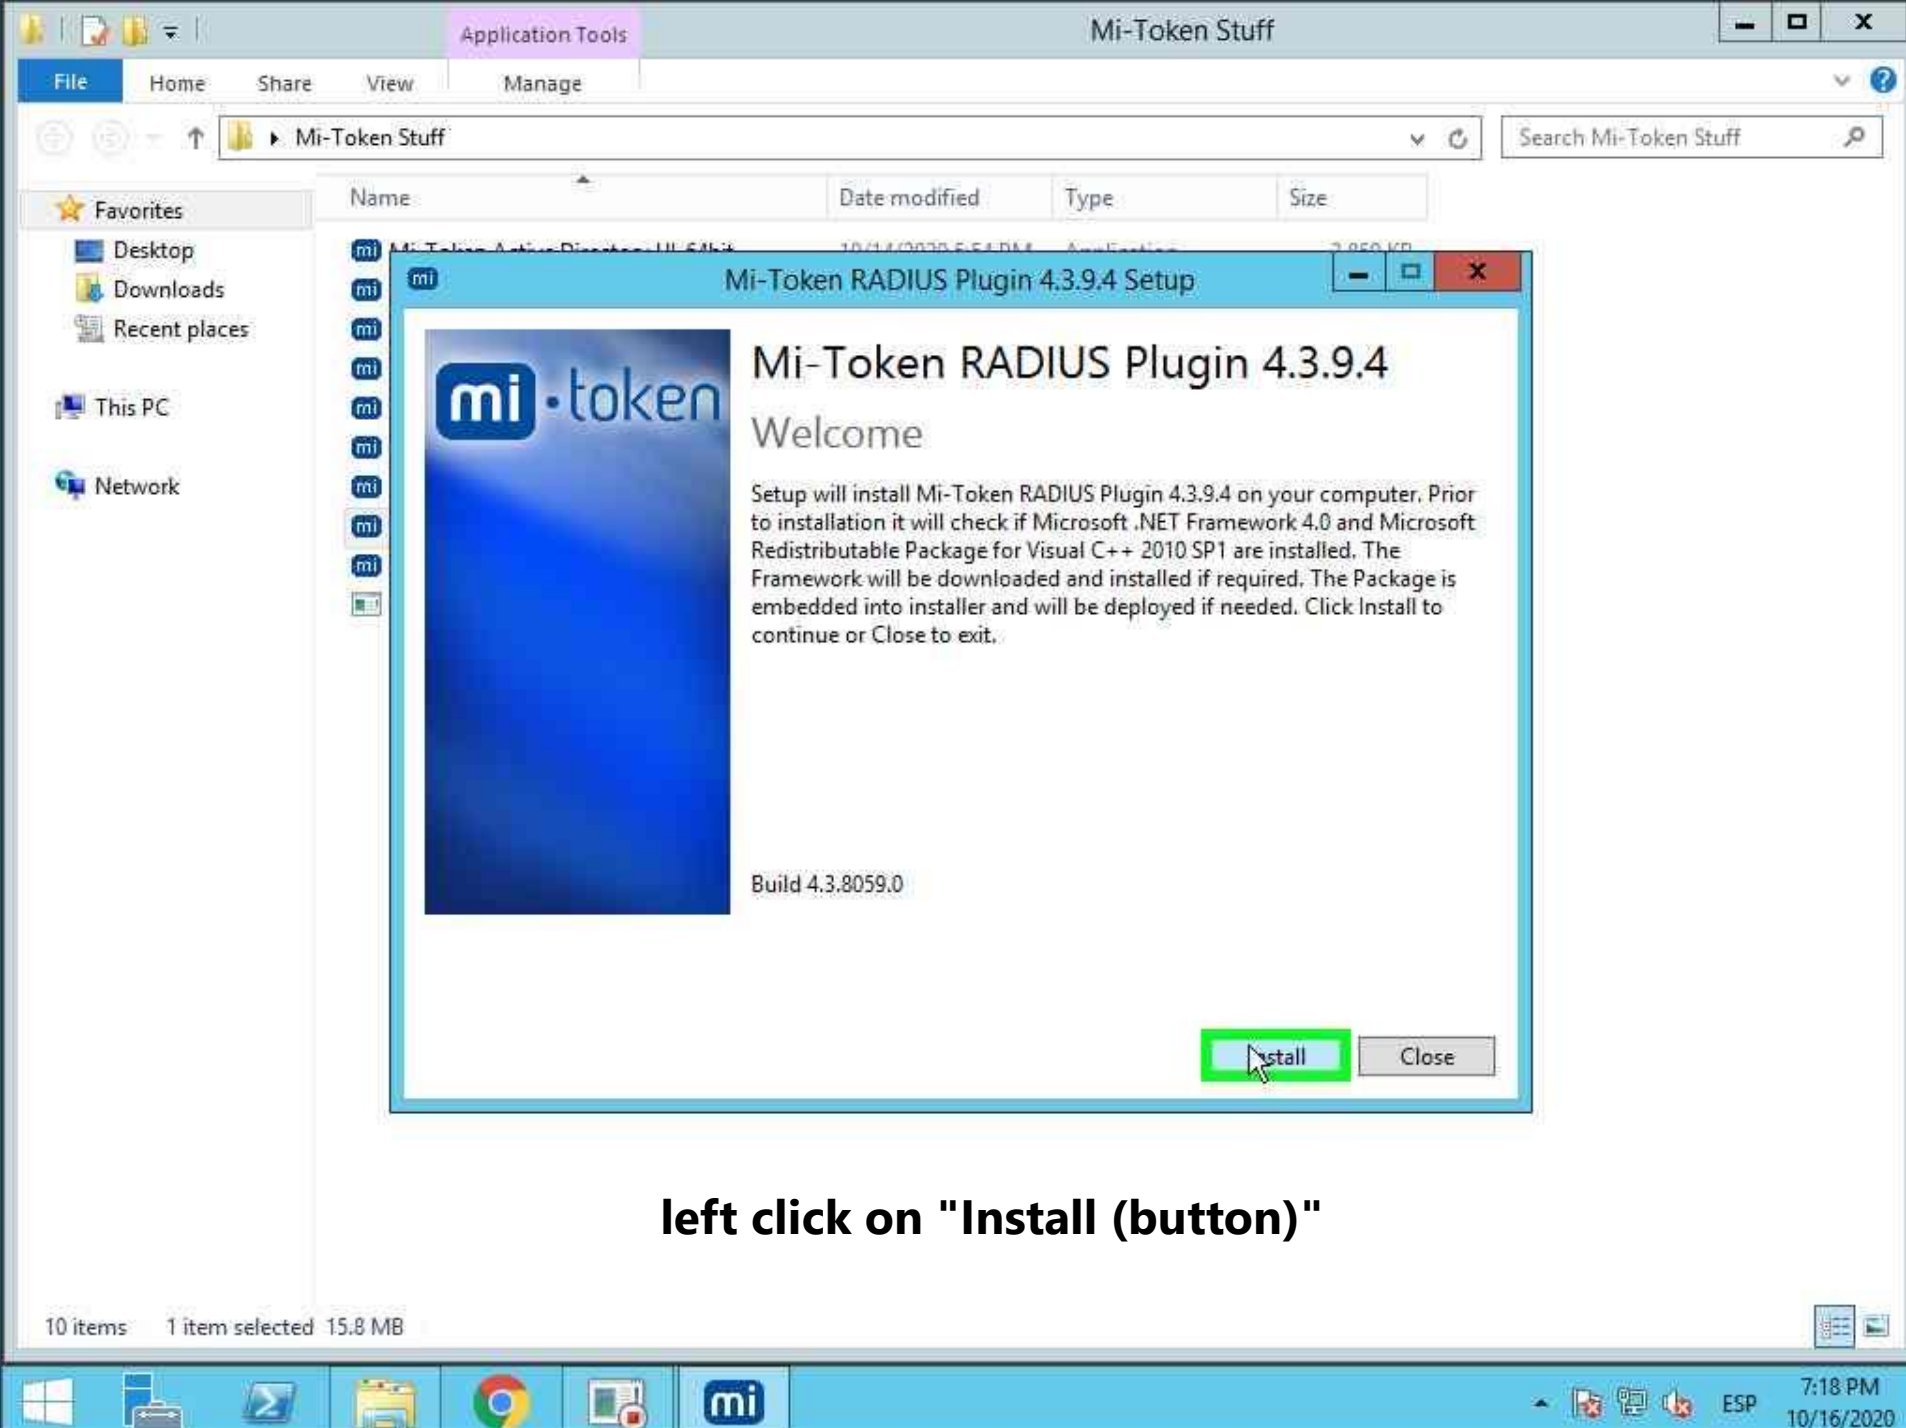 Application Tools
Mi-Token Stuff
File
Home
Share
View
Manage
Mi-Token Stuff
Search Mi-Token Stuff
Name
Date modified
Type
Size
Favorites
Desktop
Downloads
Recent places
This PC
Network
Mi-Token RADIUS Plugin 4.3.9.4 Setup
mi·token
Mi-Token RADIUS Plugin 4.3.9.4
Welcome
Setup will install Mi-Token RADIUS Plugin 4.3.9.4 on your computer. Prior
to installation it will check if Microsoft .NET Framework 4.0 and Microsoft
Redistributable Package for Visual C++ 2010 SP1 are installed. The
Framework will be downloaded and installed if required. The Package is
embedded into installer and will be deployed if needed. Click Install to
continue or Close to exit.
Build 4.3.8059.0
Install
Close
left click on "Install (button)"
10 items
1 item selected 15.8 MB
mi
ESP
7:18 PM
10/16/2020